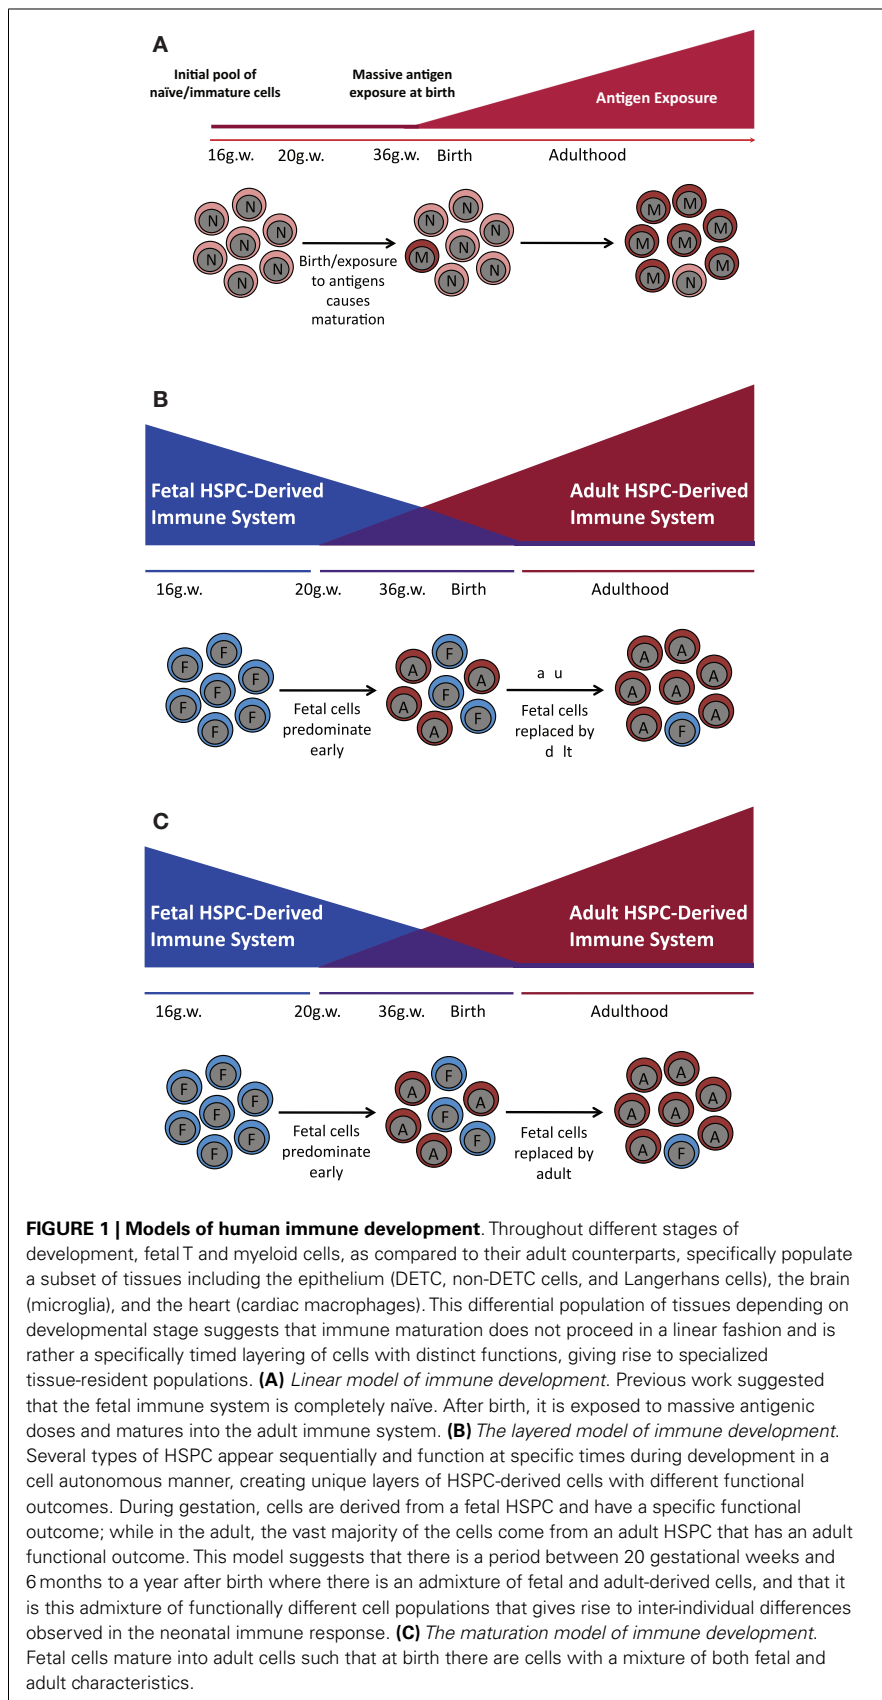 A
Initial pool of
naïve/immature cells
Massive antigen
exposure at birth
Antigen Exposure
16g.w. 20g.w. 36g.w. Birth Adulthood
N N N N N N N N
Birth/exposure
to antigens
causes
maturation
N N N N M N N N
M M M M M M M N
B
Fetal HSPC-Derived
Immune System
Adult HSPC-Derived
Immune System
16g.w. 20g.w. 36g.w. Birth Adulthood
F F F F F F F F
Fetal cells
predominate
early
F A A F A F A
a u
Fetal cells
replaced by
d lt
A A A A A A A F
C
Fetal HSPC-Derived
Immune System
Adult HSPC-Derived
Immune System
16g.w. 20g.w. 36g.w. Birth Adulthood
F F F F F F F F
Fetal cells
predominate
early
F A A F A F A
Fetal cells
replaced by
adult
A A A A A A A F
FIGURE 1 | Models of human immune development. Throughout different stages of
development, fetal T and myeloid cells, as compared to their adult counterparts, specifically populate
a subset of tissues including the epithelium (DETC, non-DETC cells, and Langerhans cells), the brain
(microglia), and the heart (cardiac macrophages). This differential population of tissues depending on
developmental stage suggests that immune maturation does not proceed in a linear fashion and is
rather a specifically timed layering of cells with distinct functions, giving rise to specialized
tissue-resident populations. (A) Linear model of immune development. Previous work suggested
that the fetal immune system is completely naïve. After birth, it is exposed to massive antigenic
doses and matures into the adult immune system. (B) The layered model of immune development.
Several types of HSPC appear sequentially and function at specific times during development in a
cell autonomous manner, creating unique layers of HSPC-derived cells with different functional
outcomes. During gestation, cells are derived from a fetal HSPC and have a specific functional
outcome; while in the adult, the vast majority of the cells come from an adult HSPC that has an adult
functional outcome. This model suggests that there is a period between 20 gestational weeks and
6 months to a year after birth where there is an admixture of fetal and adult-derived cells, and that it
is this admixture of functionally different cell populations that gives rise to inter-individual differences
observed in the neonatal immune response. (C) The maturation model of immune development.
Fetal cells mature into adult cells such that at birth there are cells with a mixture of both fetal and
adult characteristics.